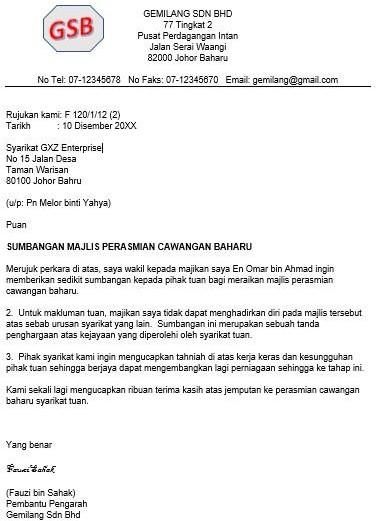 GSB
GEMILANG SDN BHD
77 Tingkat 2
Pusat Perdagangan Intan
Jalan Serai Waangi
82000 Johor Baharu
No Tel: 07-12345678 No Faks: 07-12345670 Email: gemilang@gmail.com
Rujukan kami: F 120/1/12 (2)
Tarikh : 10 Disember 20XX
Syarikat GXZ Enterprise
No 15 Jalan Desa
Taman Warisan
80100 Johor Bahru
(u/p: Pn Melor binti Yahya)
Puan
SUMBANGAN MAJLIS PERASMIAN CAWANGAN BAHARU
Merujuk perkara di atas, saya wakil kepada majikan saya En Omar bin Ahmad ingin
memberikan sedikit sumbangan kepada pihak tuan bagi meraikan majlis perasmian
cawangan baharu.
2. Untuk makluman tuan, majikan saya tidak dapat menghadirkan diri pada majlis tersebut
atas sebab urusan syarikat yang lain. Sumbangan ini merupakan sebuah tanda
penghargaan atas kejayaan yang diperolehi oleh syarikat tuan.
3. Pihak syarikat kami ingin mengucapkan tahniah di atas kerja keras dan kesungguhan
pihak tuan sehingga berjaya dapat mengembangkan lagi perniagaan sehingga ke tahap ini.
Kami sekali lagi mengucapkan ribuan terima kasih atas jemputan ke perasmian cawangan
baharu syarikat tuan.
Yang benar
FauziSahak
(Fauzi bin Sahak)
Pembantu Pengarah
Gemilang Sdn Bhd